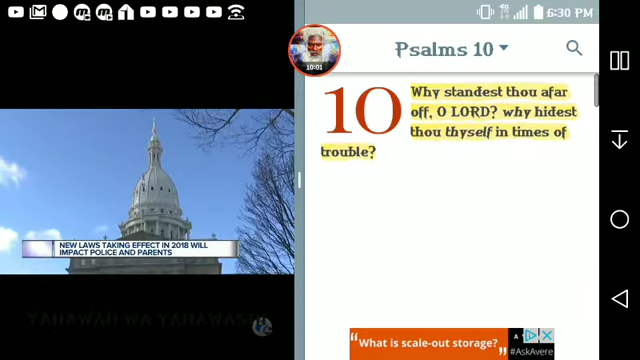 6:30 PM
10:01
Psalms 10
10 Why standest thou afar
off, O LORD? why hidest
thou thyself in times of
trouble?
NEW LAWS TAKING EFFECT IN 2018 WILL
IMPACT POLICE AND PARENTS
YAHAWAH WA YAHAWASHI
"What is scale-out storage?"
#AskAvere